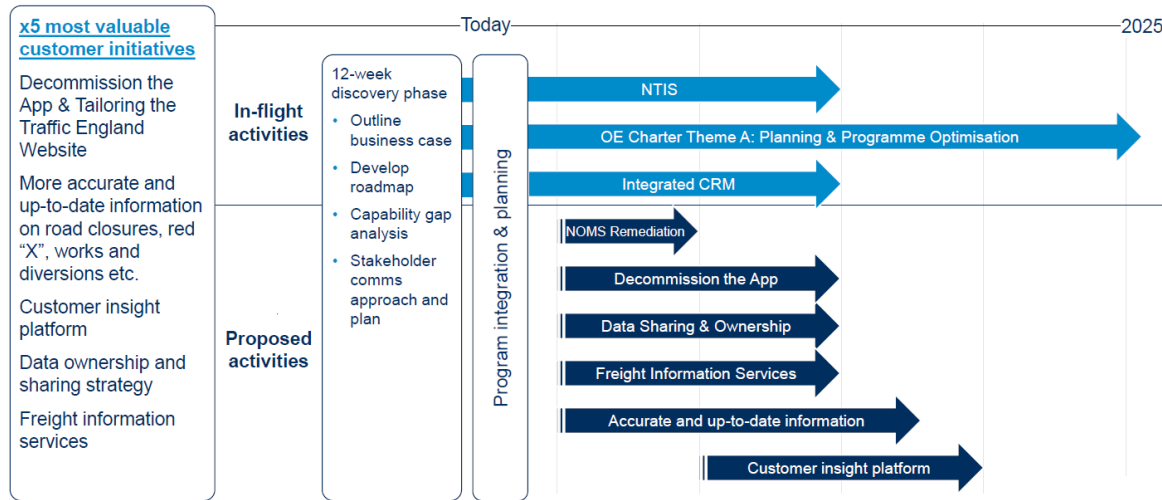 x5 most valuable
customer initiatives
Decommission the
App & Tailoring the
Traffic England
Website
More accurate and
up-to-date information
on road closures, red
“X”, works and
diversions etc.
Customer insight
platform
Data ownership and
sharing strategy
Freight information
services
Today
2025
In-flight
activities
Proposed
activities
12-week
discovery phase
• Outline
business case
• Develop
roadmap
• Capability gap
analysis
• Stakeholder
comms
approach and
plan
Program integration & planning
NTIS
OE Charter Theme A: Planning & Programme Optimisation
Integrated CRM
NOMS Remediation
Decommission the App
Data Sharing & Ownership
Freight Information Services
Accurate and up-to-date information
Customer insight platform